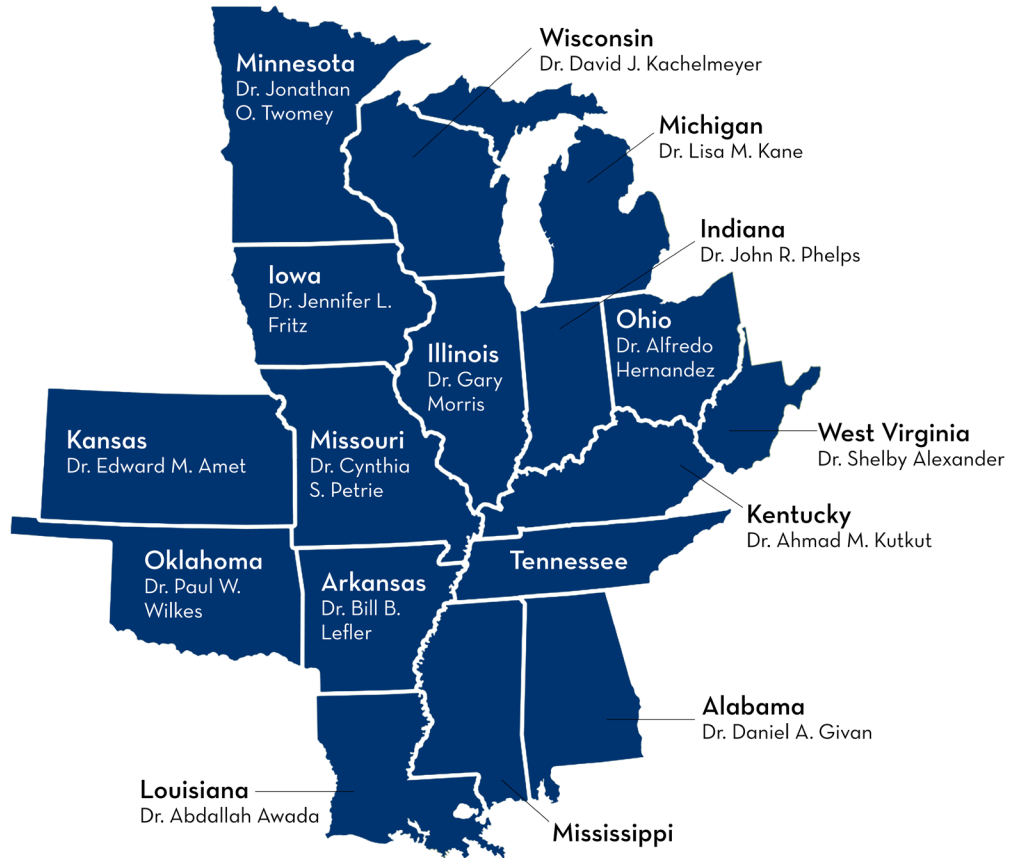 Wisconsin
Dr. David J. Kachelmeyer
Minnesota
Dr. Jonathan
O. Twomey
Michigan
Dr. Lisa M. Kane
Indiana
Dr. John R. Phelps
Iowa
Dr. Jennifer L.
Fritz
Ohio
Dr. Alfredo
Hernandez
Illinois
Dr. Gary
Morris
Kansas
Dr. Edward M. Amet
Missouri
Dr. Cynthia
S. Petrie
West Virginia
Dr. Shelby Alexander
Kentucky
Dr. Ahmad M. Kutkut
Oklahoma
Dr. Paul W.
Wilkes
Tennessee
Arkansas
Dr. Bill B.
Lefler
Alabama
Dr. Daniel A. Givan
Louisiana
Dr. Abdallah Awada
Mississippi